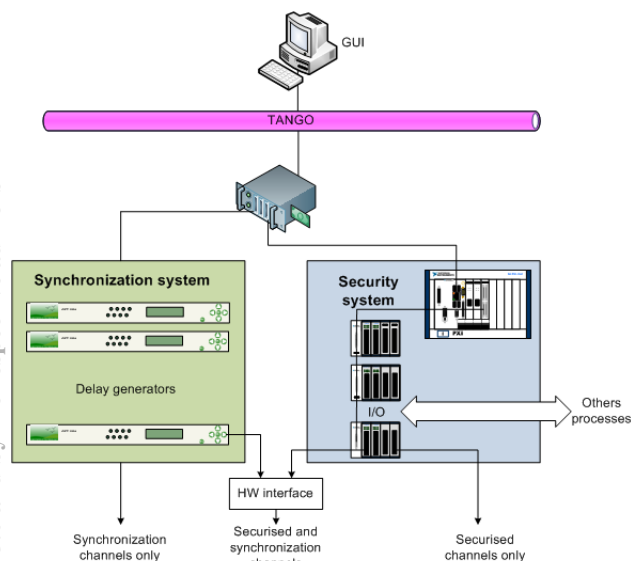 GUI
TANGO
Synchronization system
Delay generators
Security
system
PXI
I/O
Others
processes
HW interface
Synchronization
channels only
Securised and
synchronization
channels
Securised
channels only